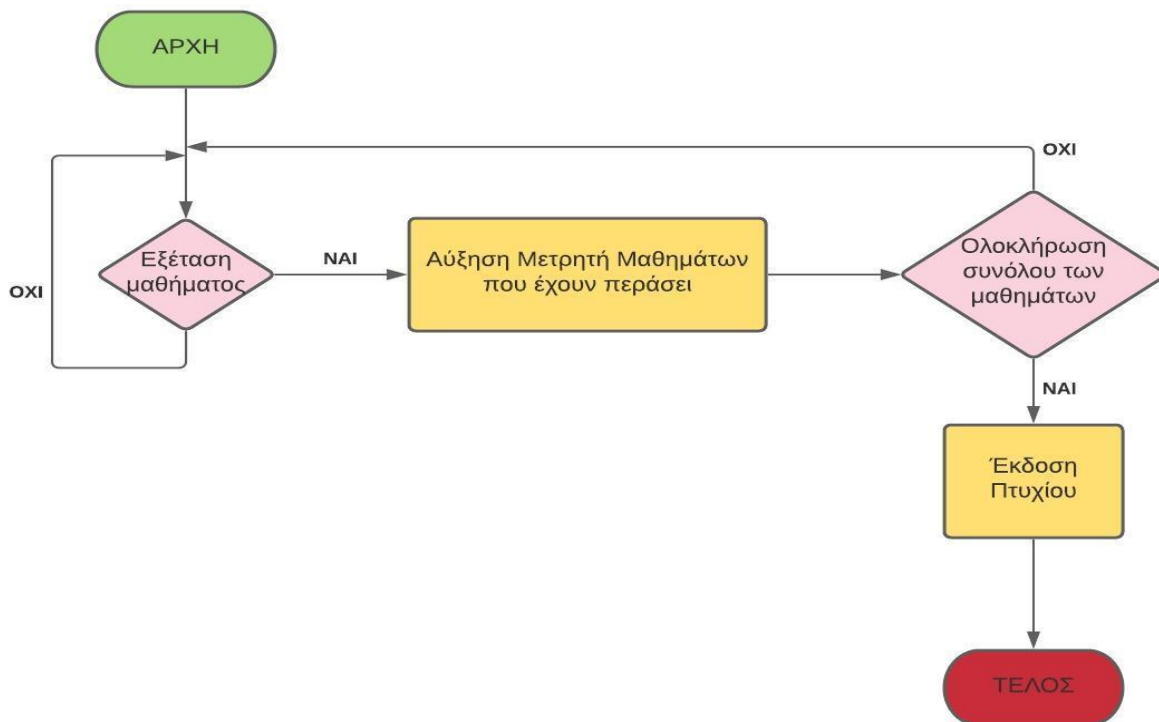 ΑΡΧΗ
ΟΧΙ
Εξέταση
μαθήματος
ΟΧΙ
ΝΑΙ
Αύξηση Μετρητή Μαθημάτων
που έχουν περάσει
Ολοκλήρωση
συνόλου των
μαθημάτων
ΝΑΙ
Έκδοση
Πτυχίου
ΤΕΛΟΣ